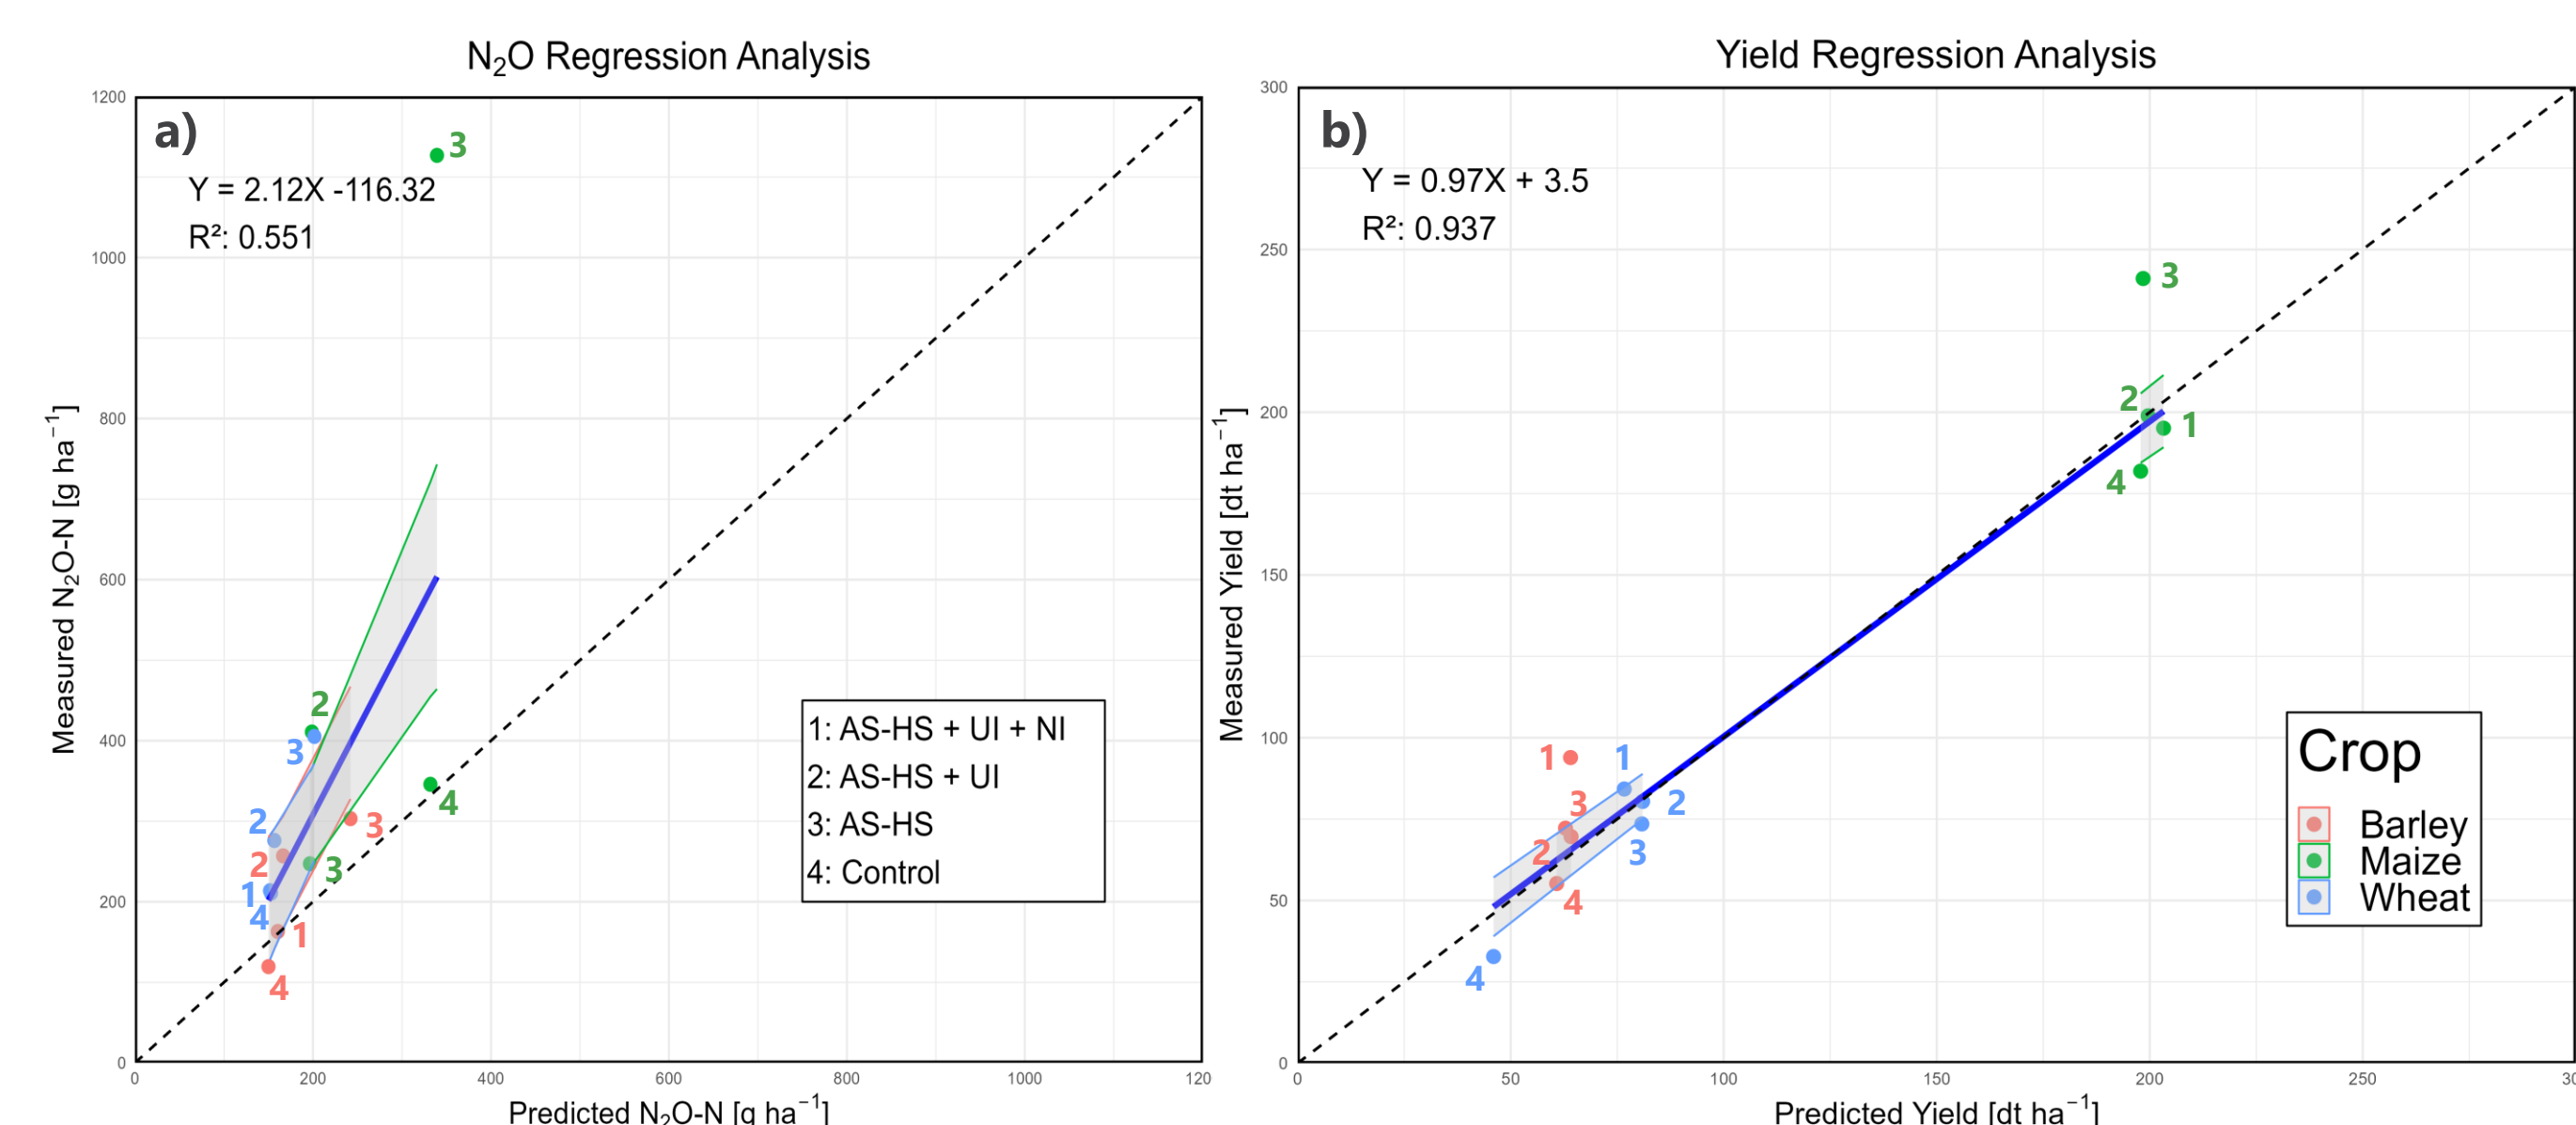 N₂O Regression Analysis
a)
Y = 2.12X -116.32
R²: 0.551
1200
1000
800
600
400
200
0
Measured N₂O-N [g ha⁻¹]
3
2
3
4
2
3
2
3
1
4
1
4
1: AS-HS + UI + NI
2: AS-HS + UI
3: AS-HS
4: Control
0 200 400 600 800 1000 120
Predicted N₂O-N [g ha⁻¹]
Yield Regression Analysis
b)
Y = 0.97X + 3.5
R²: 0.937
300
250
200
150
100
50
0
Measured Yield [dt ha⁻¹]
3
2
1
4
1 1
3 2
2 3
4
4
Crop
Barley
Maize
Wheat
0 50 100 150 200 250 30
Predicted Yield [dt ha⁻¹]